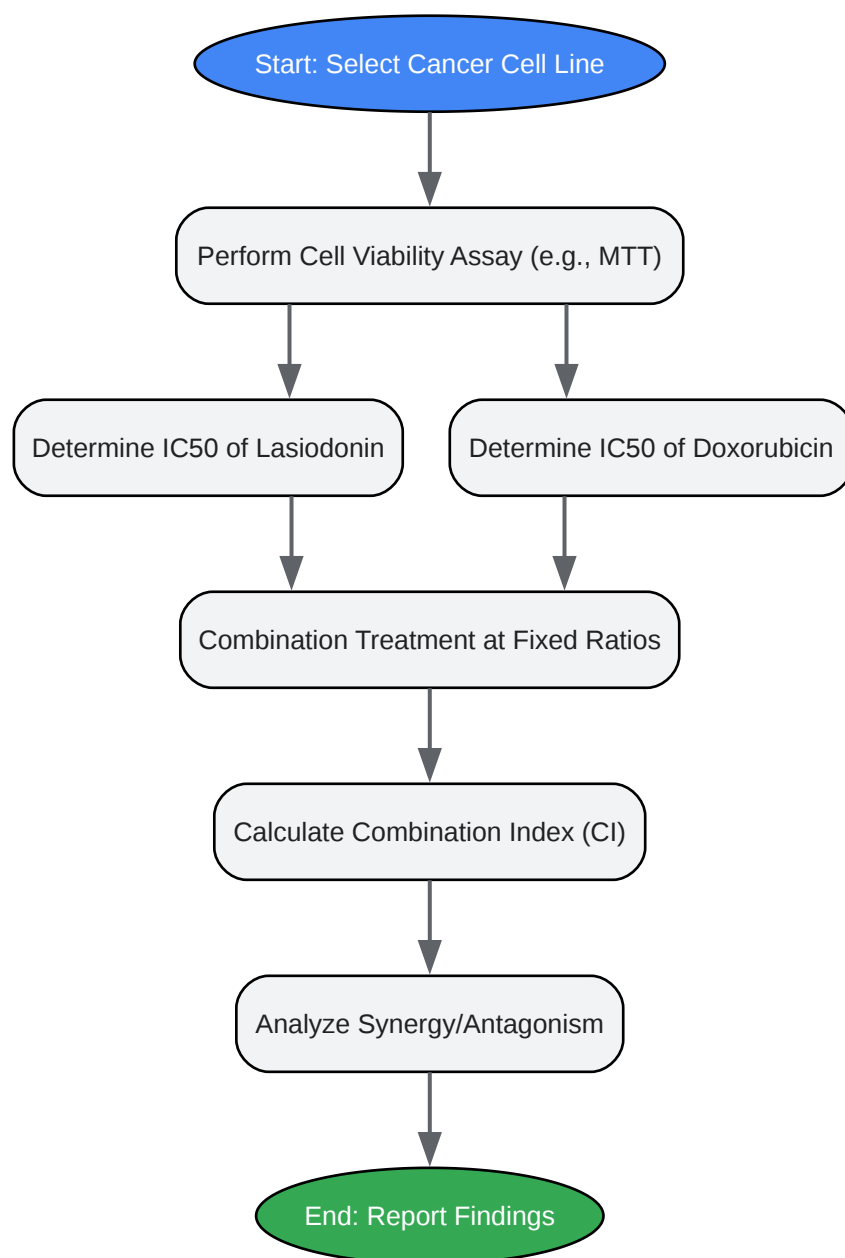 Start: Select Cancer Cell Line
Perform Cell Viability Assay (e.g., MTT)
Determine IC50 of Lasiodonin
Determine IC50 of Doxorubicin
Combination Treatment at Fixed Ratios
Calculate Combination Index (CI)
Analyze Synergy/Antagonism
End: Report Findings